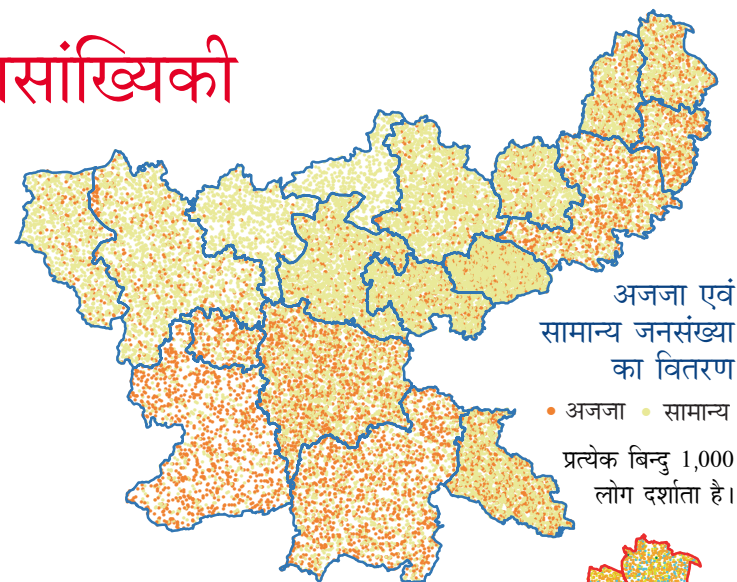 सांख्यिकी
अजजा एवं
सामान्य जनसंख्या
का वितरण
अजजा सामान्य
प्रत्येक बिन्दु 1,000
लोग दर्शाता है।